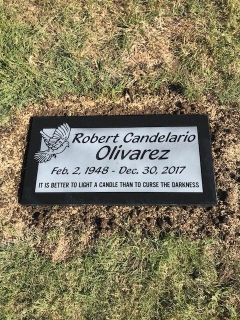 Robert Candelario
Olivarez
Feb. 2, 1948 - Dec. 30, 2017
IT IS BETTER TO LIGHT A CANDLE THAN TO CURSE THE DARKNESS